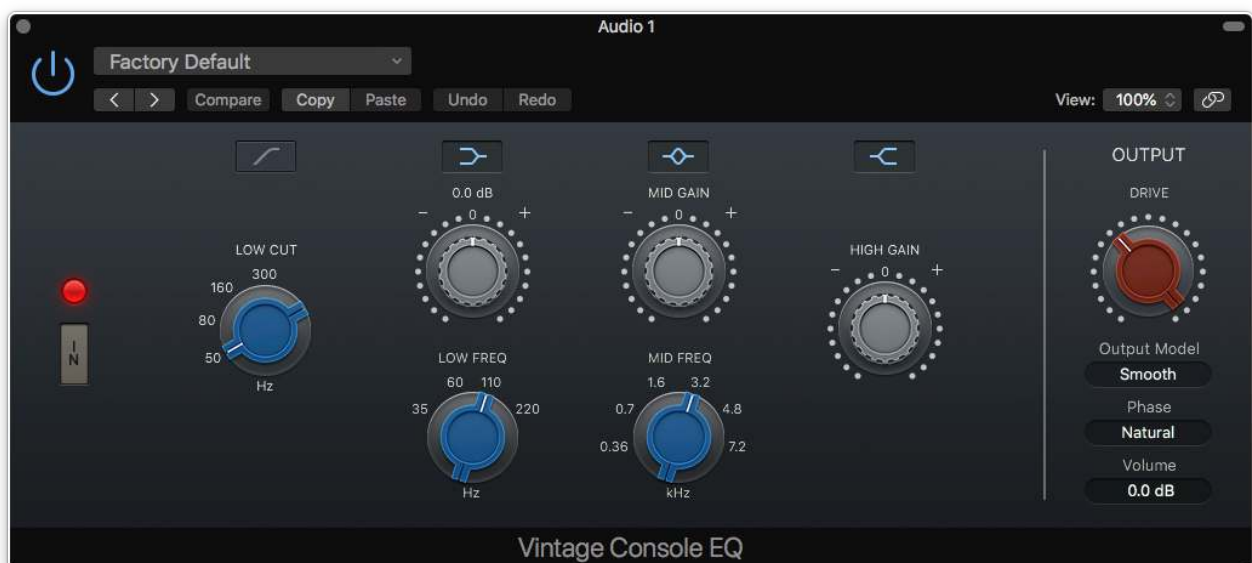 Audio 1
Factory Default
Compare Copy Paste Undo Redo View: 100%
OUTPUT
0.0 dB MID GAIN DRIVE
− 0 + − 0 +
LOW CUT HIGH GAIN
300 − 0 +
160
80
50
Hz
IN
LOW FREQ MID FREQ Output Model
60 110 1.6 3.2 Smooth
35 220 0.7 4.8 Phase
0.36 7.2 Natural
Hz kHz Volume
0.0 dB
Vintage Console EQ